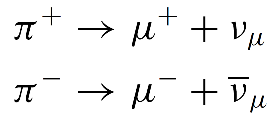 π⁺ → μ⁺ + ν_μ
π⁻ → μ⁻ + ν̅_μ